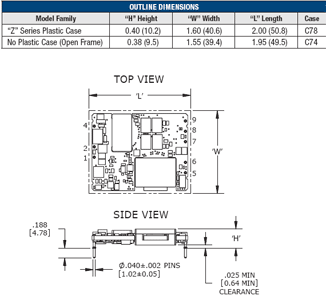 OUTLINE DIMENSIONS
Model Family "H" Height "W" Width "L" Length Case
"Z" Series Plastic Case 0.40 (10.2) 1.60 (40.6) 2.00 (50.8) C78
No Plastic Case (Open Frame) 0.38 (9.5) 1.55 (39.4) 1.95 (49.5) C74
TOP VIEW
'L'
4
9
8
7
'W'
2
1
6
5
SIDE VIEW
.188
[4.78]
'H'
Ø.040±.002 PINS
[1.02±0.05]
.025 MIN
[0.64 MIN]
CLEARANCE